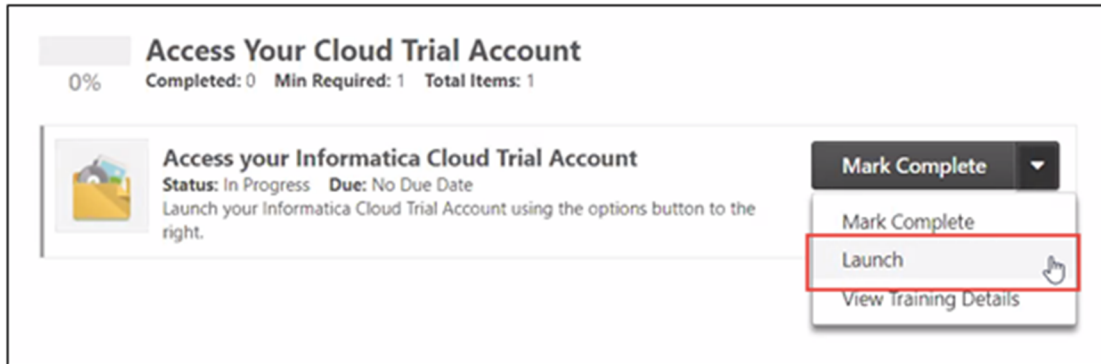 Access Your Cloud Trial Account
0% Completed: 0 Min Required: 1 Total Items: 1
Access your Informatica Cloud Trial Account
Status: In Progress Due: No Due Date
Launch your Informatica Cloud Trial Account using the options button to the
right.
Mark Complete
Mark Complete
Launch
View Training Details